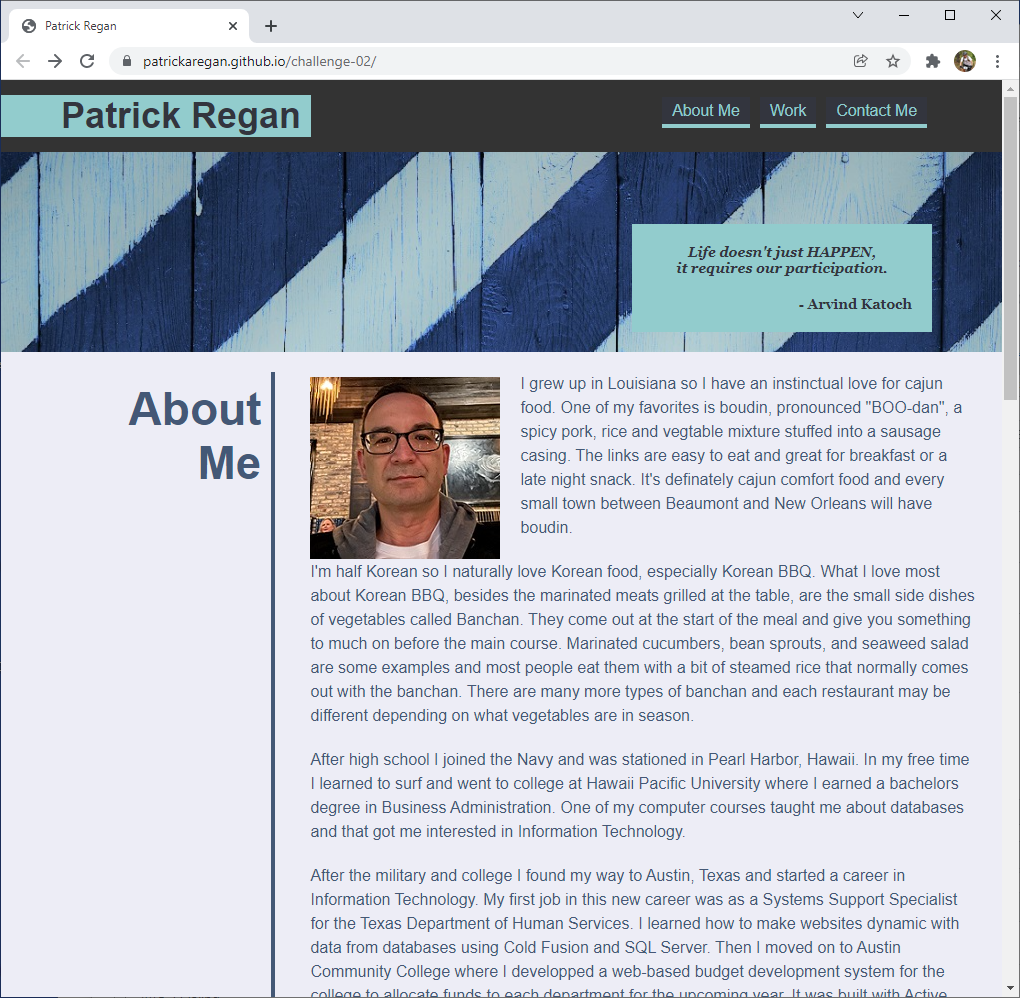 Patrick Regan
patrickaregan.github.io/challenge-02/
Patrick Regan
About Me
Work
Contact Me
Life doesn't just HAPPEN,
it requires our participation.
- Arvind Katoch
About
Me
I grew up in Louisiana so I have an instinctual love for cajun
food. One of my favorites is boudin, pronounced "BOO-dan", a
spicy pork, rice and vegtable mixture stuffed into a sausage
casing. The links are easy to eat and great for breakfast or a
late night snack. It's definately cajun comfort food and every
small town between Beaumont and New Orleans will have
boudin.
I'm half Korean so I naturally love Korean food, especially Korean BBQ. What I love most
about Korean BBQ, besides the marinated meats grilled at the table, are the small side dishes
of vegetables called Banchan. They come out at the start of the meal and give you something
to much on before the main course. Marinated cucumbers, bean sprouts, and seaweed salad
are some examples and most people eat them with a bit of steamed rice that normally comes
out with the banchan. There are many more types of banchan and each restaurant may be
different depending on what vegetables are in season.
After high school I joined the Navy and was stationed in Pearl Harbor, Hawaii. In my free time
I learned to surf and went to college at Hawaii Pacific University where I earned a bachelors
degree in Business Administration. One of my computer courses taught me about databases
and that got me interested in Information Technology.
After the military and college I found my way to Austin, Texas and started a career in
Information Technology. My first job in this new career was as a Systems Support Specialist
for the Texas Department of Human Services. I learned how to make websites dynamic with
data from databases using Cold Fusion and SQL Server. Then I moved on to Austin
Community College where I developped a web-based budget development system for the
college to allocate funds to each department for the upcoming year. It was built with Active